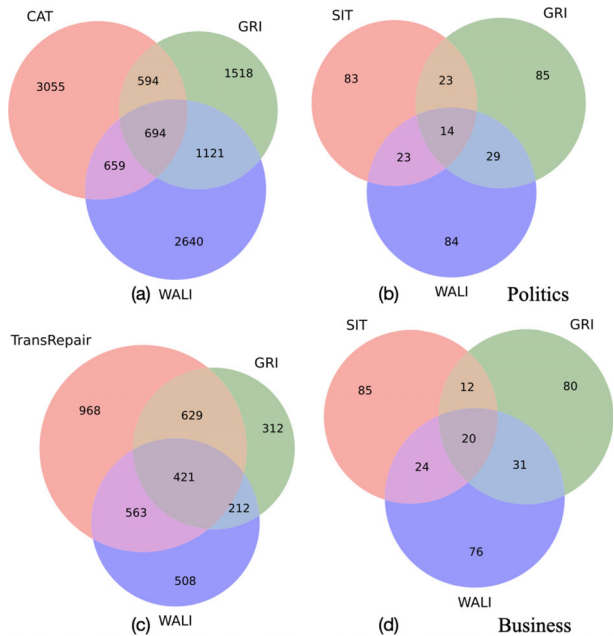 CAT
GRI
3055
594
1518
694
659
1121
2640
WALI
(a)
SIT
GRI
83
23
85
14
23
29
84
WALI
(b)
Politics
TransRepair
GRI
968
629
312
421
563
212
508
WALI
(c)
SIT
GRI
85
12
80
20
24
31
76
WALI
(d)
Business